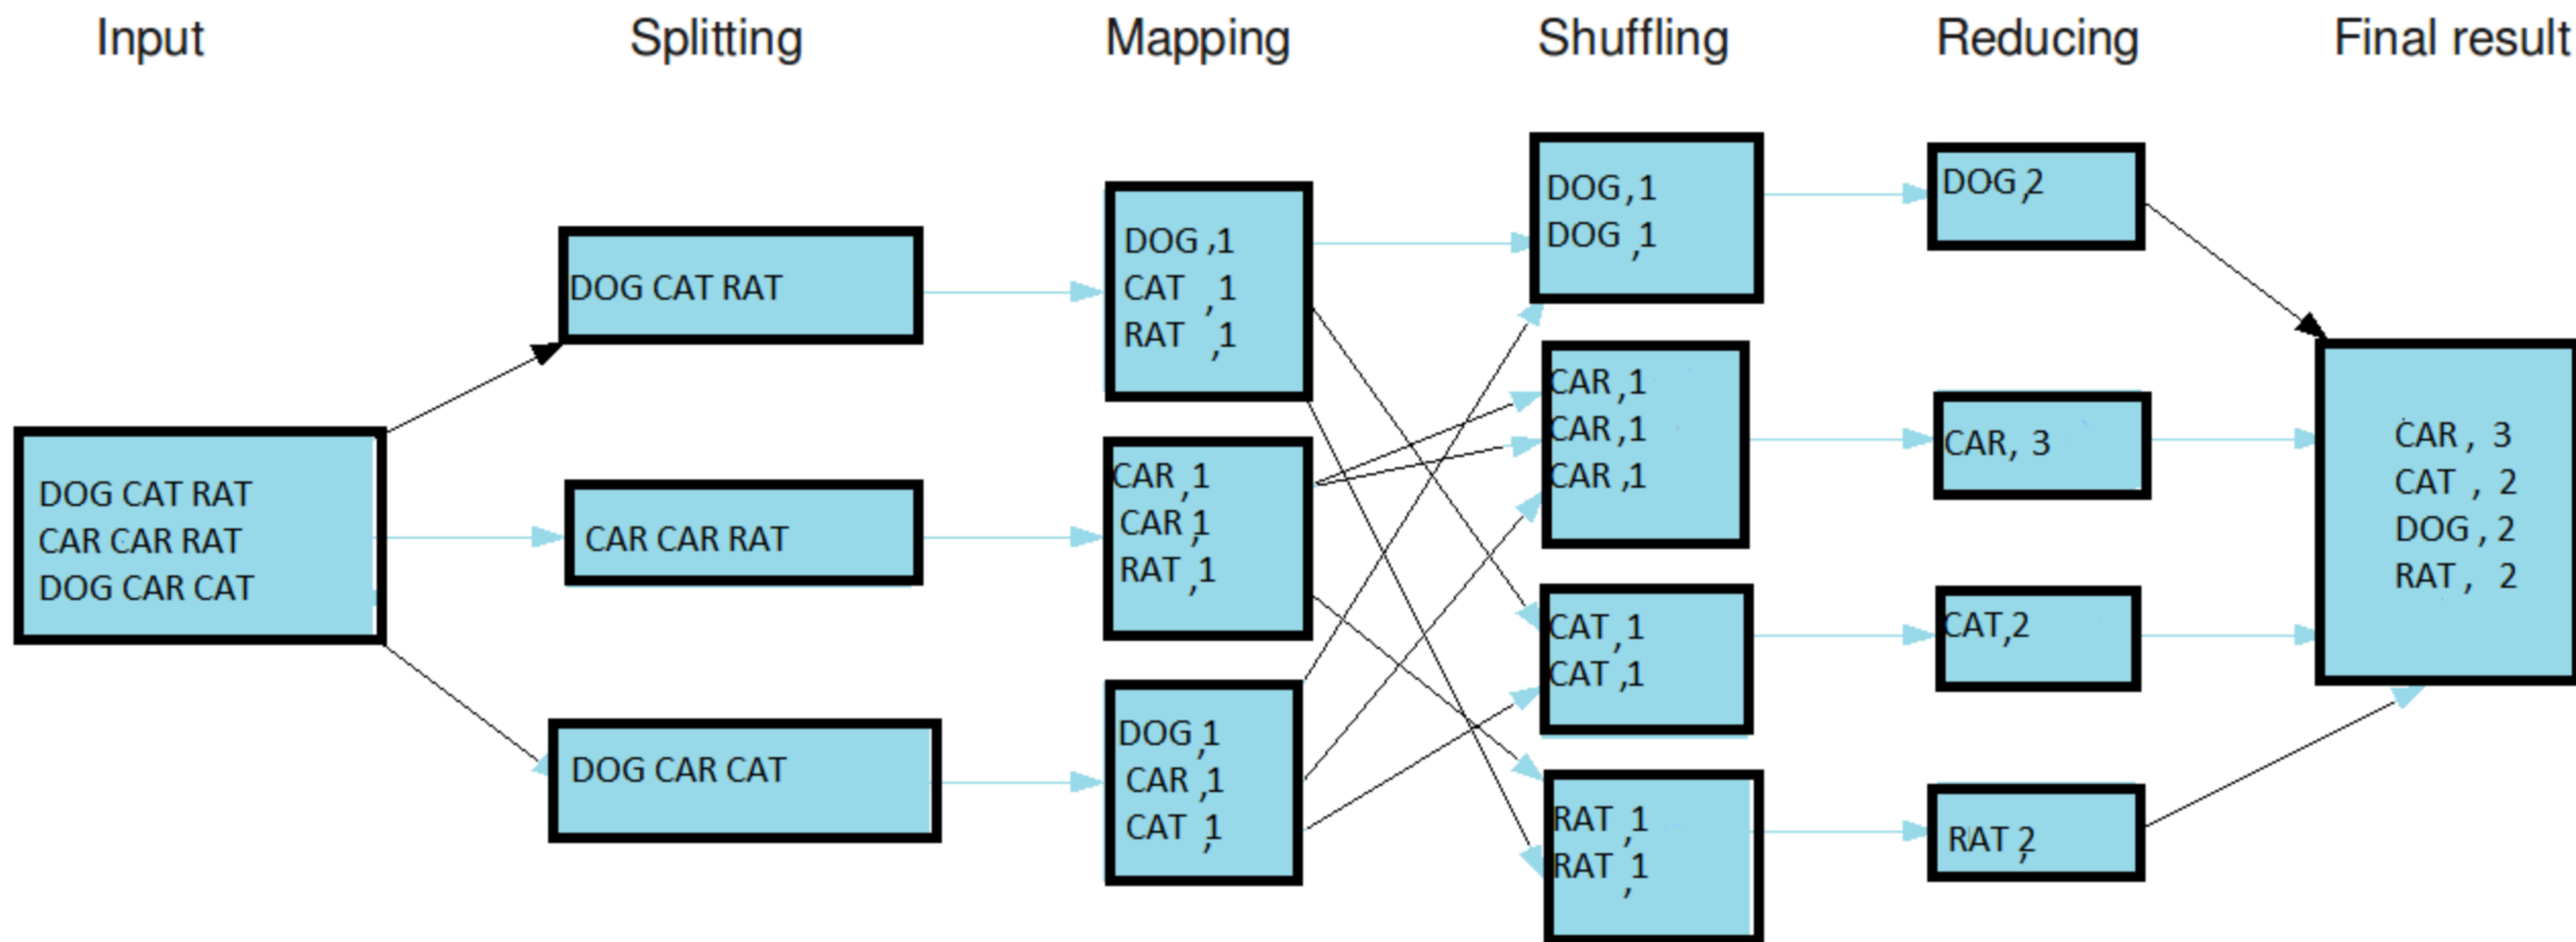 Input
Splitting
Mapping
Shuffling
Reducing
Final result
DOG CAT RAT
CAR CAR RAT
DOG CAR CAT
DOG CAT RAT
CAR CAR RAT
DOG CAR CAT
DOG ,1
CAT ,1
RAT ,1
CAR ,1
CAR ,1
RAT ,1
DOG ,1
CAR ,1
CAT ,1
DOG ,1
DOG ,1
CAR ,1
CAR ,1
CAR ,1
CAT ,1
CAT ,1
RAT ,1
RAT ,1
DOG ,2
CAR, 3
CAT,2
RAT ,2
CAR , 3
CAT , 2
DOG , 2
RAT , 2